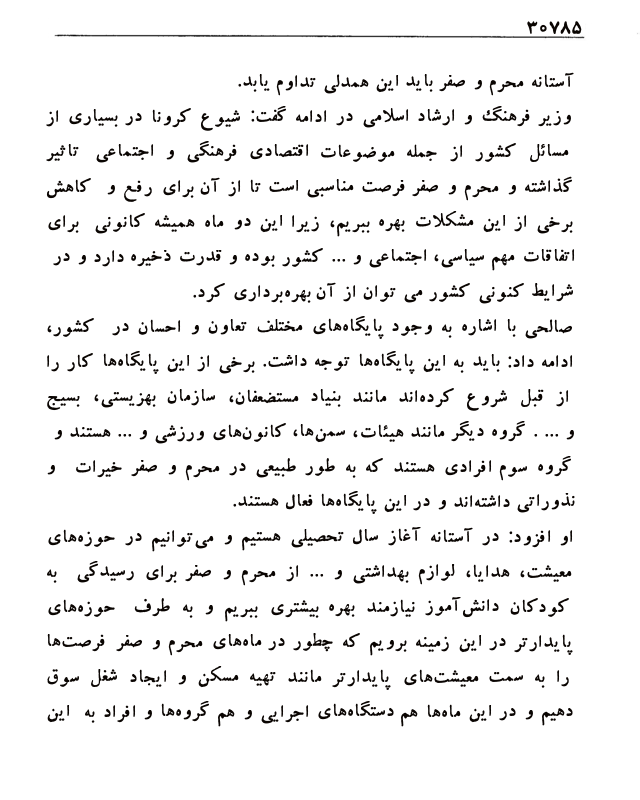 ۳۰۷۸۵
آستانه محرم و صفر باید این همدلی تداوم یابد.
وزیر فرهنگ و ارشاد اسلامی در ادامه گفت: شیوع کرونا در بسیاری از
مسائل کشور از جمله موضوعات اقتصادی فرهنگی و اجتماعی تاثیر
گذاشته و محرم و صفر فرصت مناسبی است تا از آن برای رفع و کاهش
برخی از این مشکلات بهره ببریم، زیرا این دو ماه همیشه کانونی برای
اتفاقات مهم سیاسی، اجتماعی و ... کشور بوده و قدرت ذخیره دارد و در
شرایط کنونی کشور می توان از آن بهره‌برداری کرد.
صالحی با اشاره به وجود پایگاه‌های مختلف تعاون و احسان در کشور،
ادامه داد: باید به این پایگاه‌ها توجه داشت. برخی از این پایگاه‌ها کار را
از قبل شروع کرده‌اند مانند بنیاد مستضعفان، سازمان بهزیستی، بسیج
و ... . گروه دیگر مانند هیئات، سمن‌ها، کانون‌های ورزشی و ... هستند و
گروه سوم افرادی هستند که به طور طبیعی در محرم و صفر خیرات و
نذوراتی داشته‌اند و در این پایگاه‌ها فعال هستند.
او افزود: در آستانه آغاز سال تحصیلی هستیم و می‌توانیم در حوزه‌های
معیشت، هدایا، لوازم بهداشتی و ... از محرم و صفر برای رسیدگی به
کودکان دانش‌آموز نیازمند بهره بیشتری ببریم و به طرف حوزه‌های
پایدارتر در این زمینه برویم که چطور در ماه‌های محرم و صفر فرصت‌ها
را به سمت معیشت‌های پایدارتر مانند تهیه مسکن و ایجاد شغل سوق
دهیم و در این ماه‌ها هم دستگاه‌های اجرایی و هم گروه‌ها و افراد به این